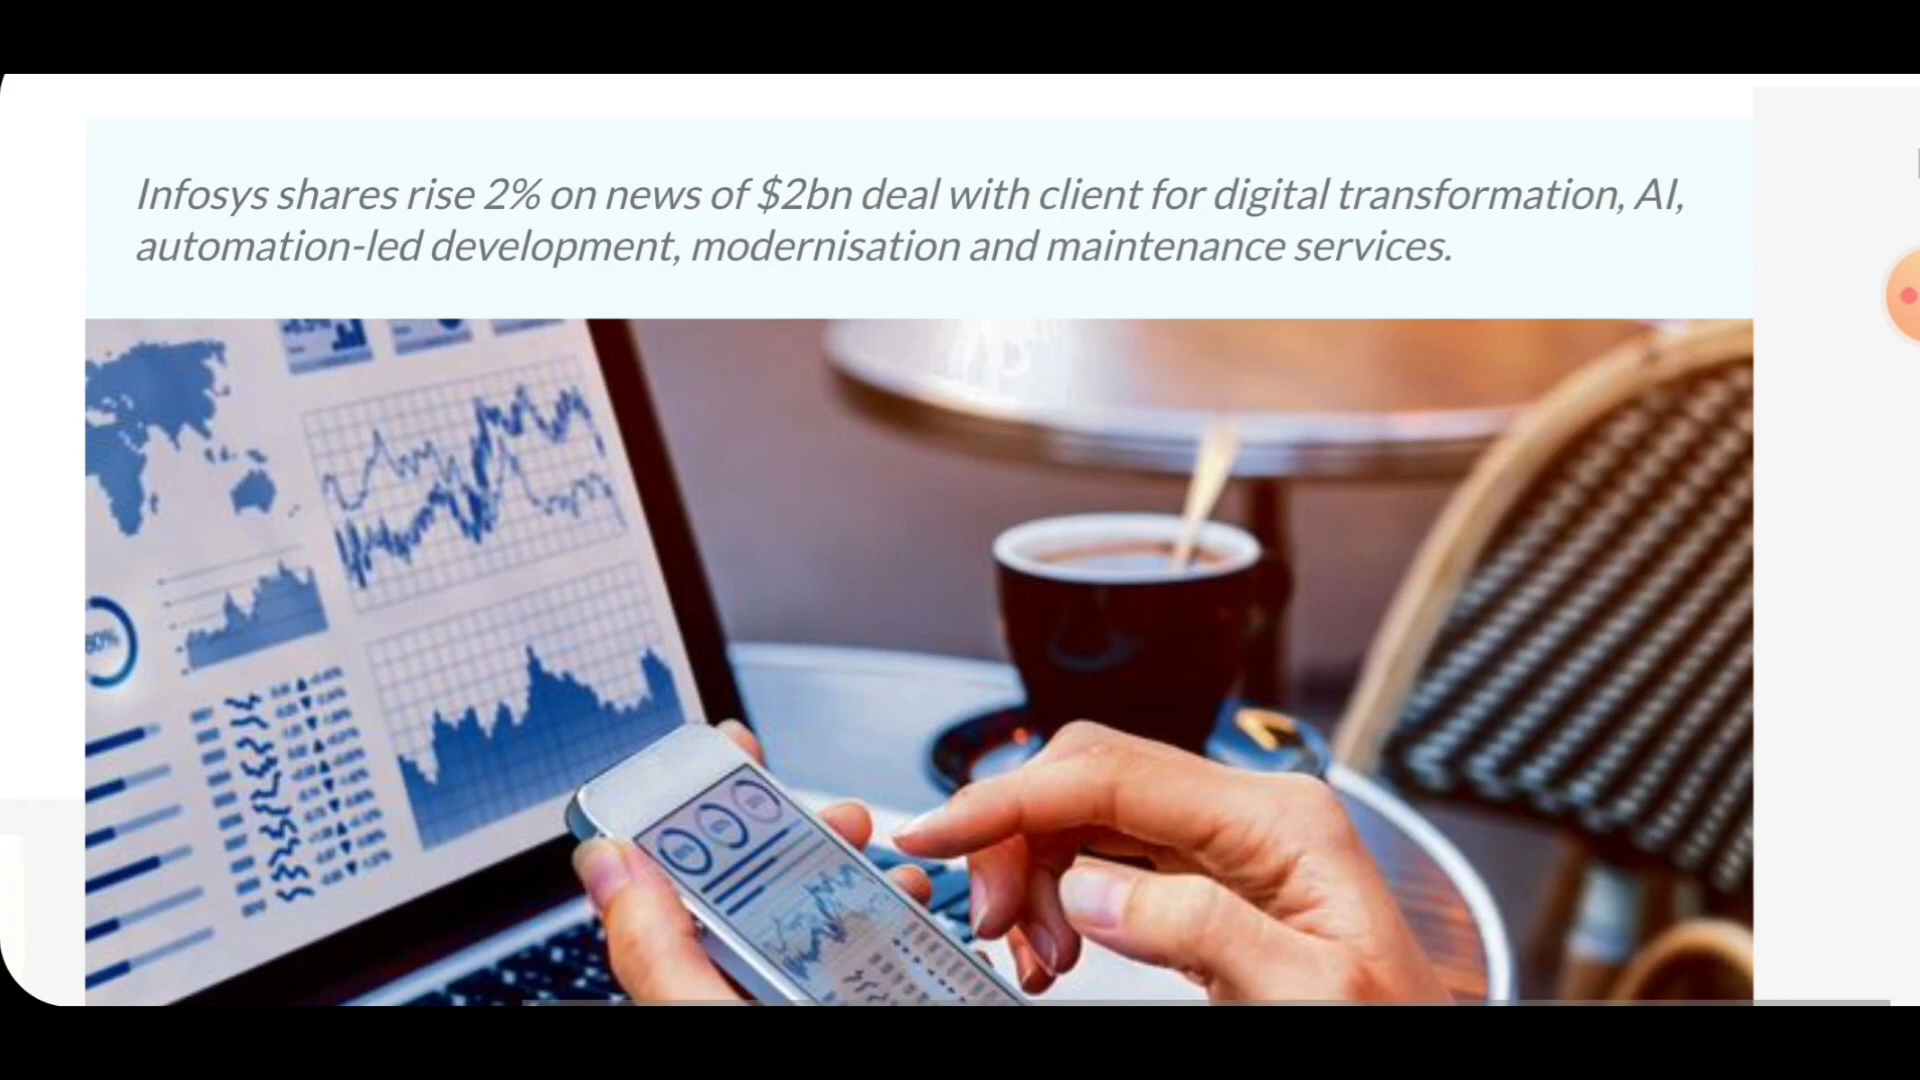 Infosys shares rise 2% on news of $2bn deal with client for digital transformation, AI,
automation-led development, modernisation and maintenance services.
80%